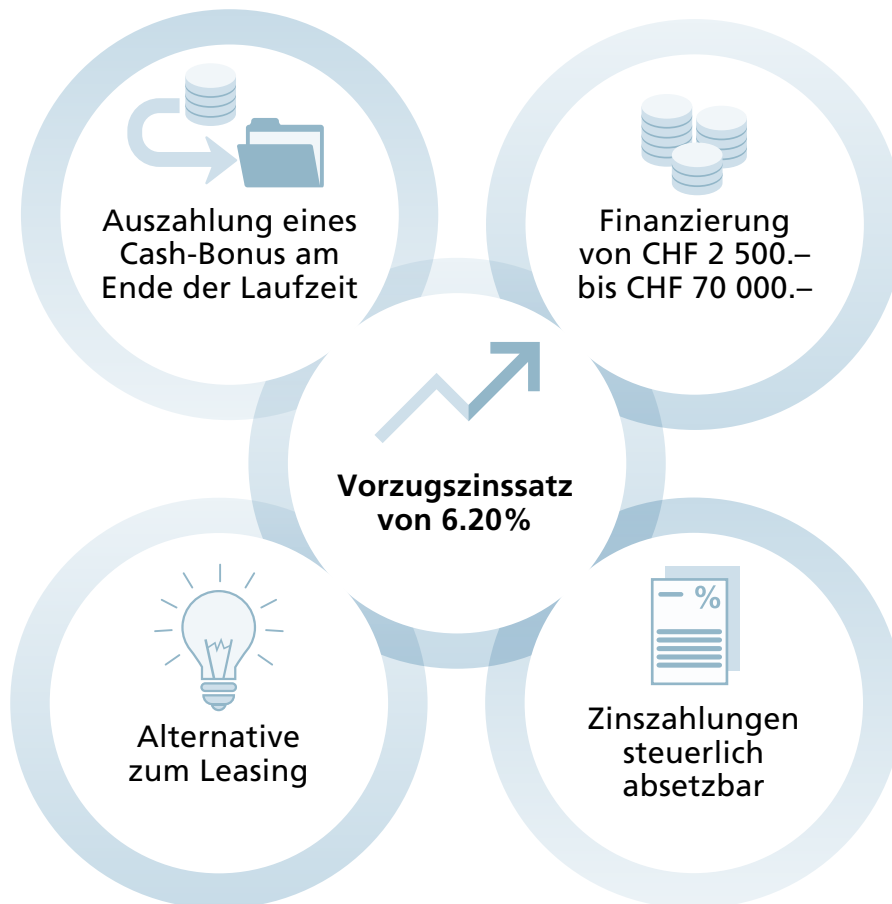 Auszahlung eines
Cash-Bonus am
Ende der Laufzeit
Finanzierung
von CHF 2 500.–
bis CHF 70 000.–
Vorzugszinssatz
von 6.20%
Alternative
zum Leasing
– %
Zinszahlungen
steuerlich
absetzbar